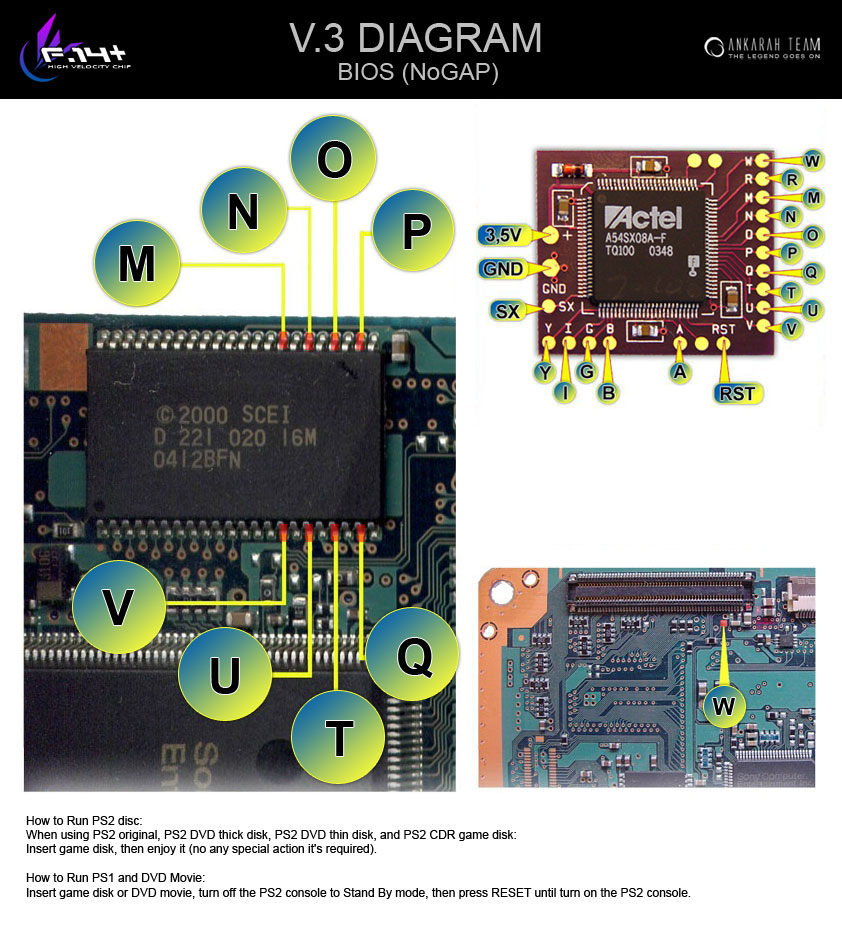 F.14+
HIGH VELOCITY CHIP
V.3 DIAGRAM
BIOS (NoGAP)
ANKARAH TEAM
THE LEGEND GOES ON
O
N
P
M
©2000 SCEI
D 221 020 16M
0412BFN
V
U
Q
T
Actel
A54SX08A-F
TQ100 0348
3,5V
+
GND
GND
SX
SX
W
R
M
N
O
P
Q
T
U
V
W
R
M
N
O
P
Q
T
U
V
Y
I
G
B
A
RST
Y
I
G
B
A
RST
W
How to Run PS2 disc:
When using PS2 original, PS2 DVD thick disk, PS2 DVD thin disk, and PS2 CDR game disk:
Insert game disk, then enjoy it (no any special action it's required).
How to Run PS1 and DVD Movie:
Insert game disk or DVD movie, turn off the PS2 console to Stand By mode, then press RESET until turn on the PS2 console.